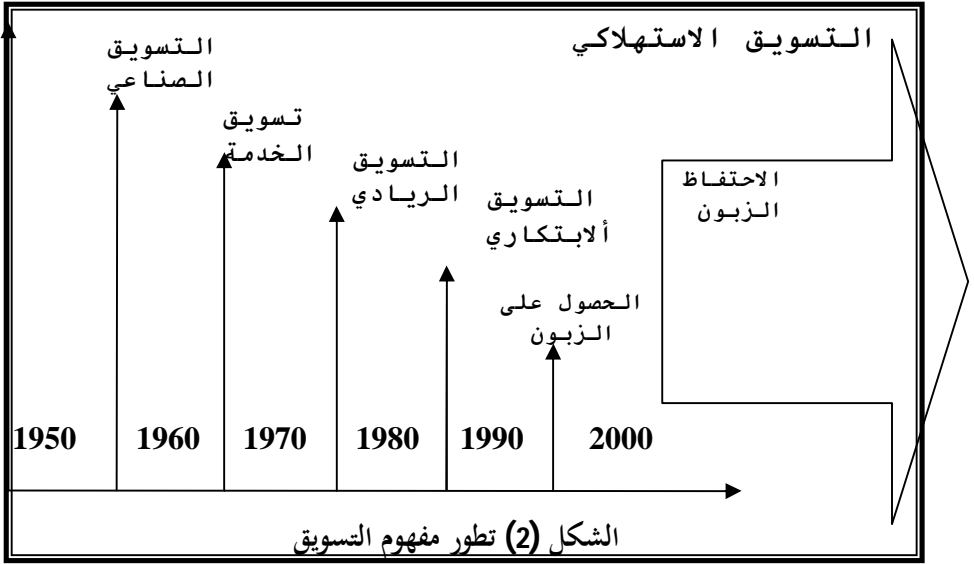 التسويق الاستهلاكي
التسويق
الصناعي
تسويق
الخدمة
التسويق
الريادي
التسويق
ألابتكاري
الحصول على
الزبون
الاحتفاظ
الزبون
1950 1960 1970 1980 1990 2000
الشكل (2) تطور مفهوم التسويق